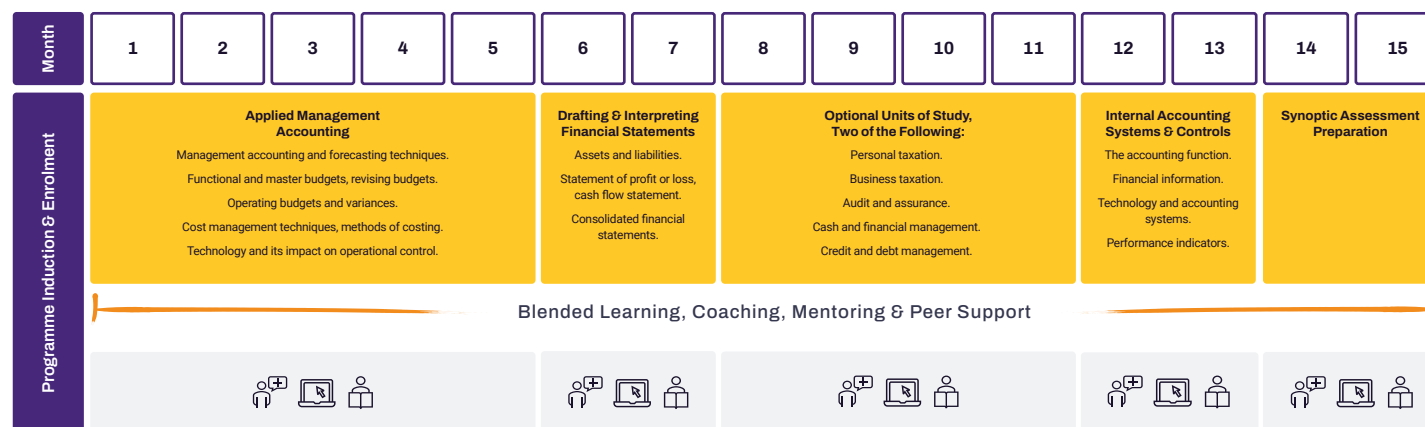 Month
1
2
3
4
5
6
7
8
9
10
11
12
13
14
15
Programme Induction & Enrolment
Applied Management
Accounting
Management accounting and forecasting techniques.
Functional and master budgets, revising budgets.
Operating budgets and variances.
Cost management techniques, methods of costing.
Technology and its impact on operational control.
Drafting & Interpreting
Financial Statements
Assets and liabilities.
Statement of profit or loss,
cash flow statement.
Consolidated financial
statements.
Optional Units of Study,
Two of the Following:
Personal taxation.
Business taxation.
Audit and assurance.
Cash and financial management.
Credit and debt management.
Internal Accounting
Systems & Controls
The accounting function.
Financial information.
Technology and accounting
systems.
Performance indicators.
Synoptic Assessment
Preparation
Blended Learning, Coaching, Mentoring & Peer Support